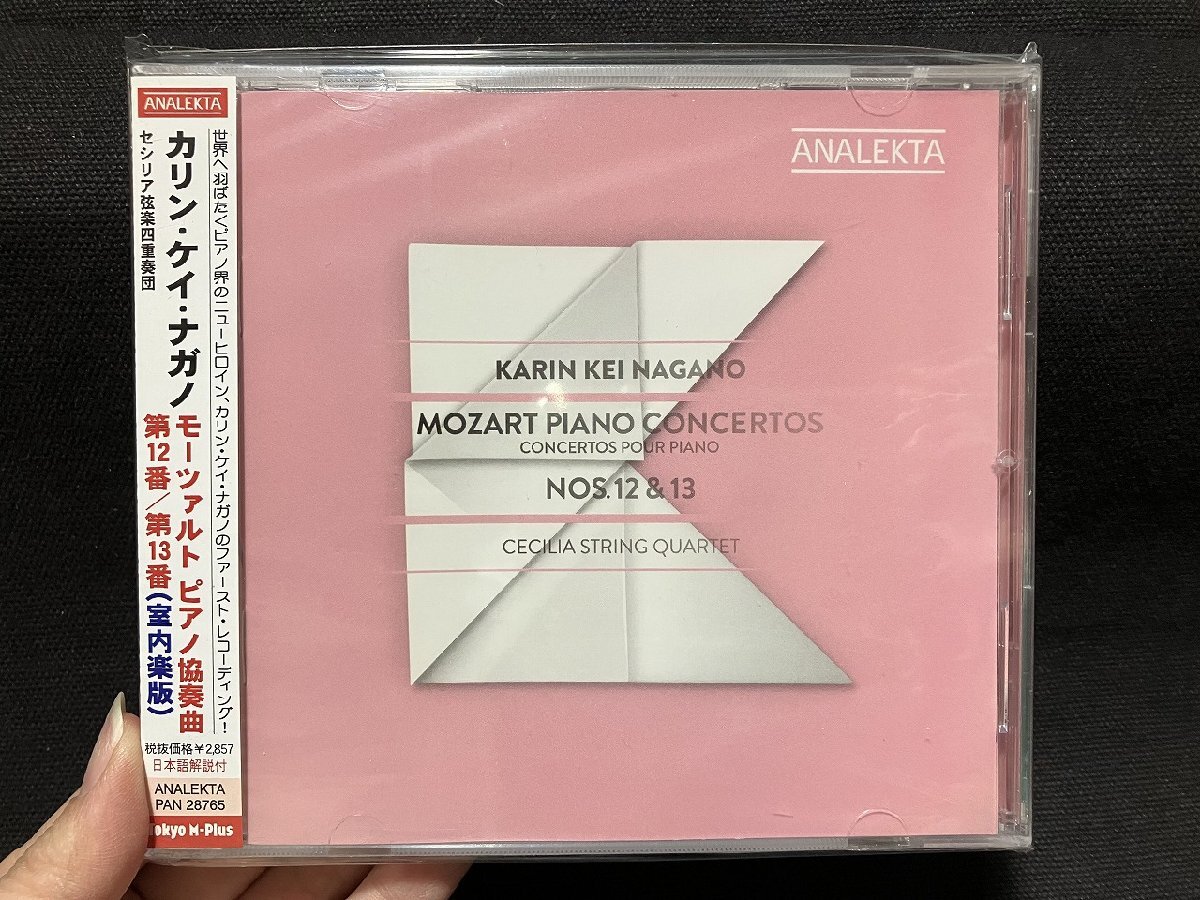 ANALEKTA
世界へ羽ばたくピアノ界のニューヒロイン、カリン・ケイ・ナガノのファースト・レコーディング!
カリン・ケイ・ナガノ
セシリア弦楽四重奏団
モーツァルト ピアノ協奏曲
第12番/第13番(室内楽版)
税抜価格¥2,857
日本語解説付
ANALEKTA
PAN 28765
Tokyo M-Plus
ANALEKTA
KARIN KEI NAGANO
MOZART PIANO CONCERTOS
CONCERTOS POUR PIANO
NOS. 12 & 13
CECILIA STRING QUARTET